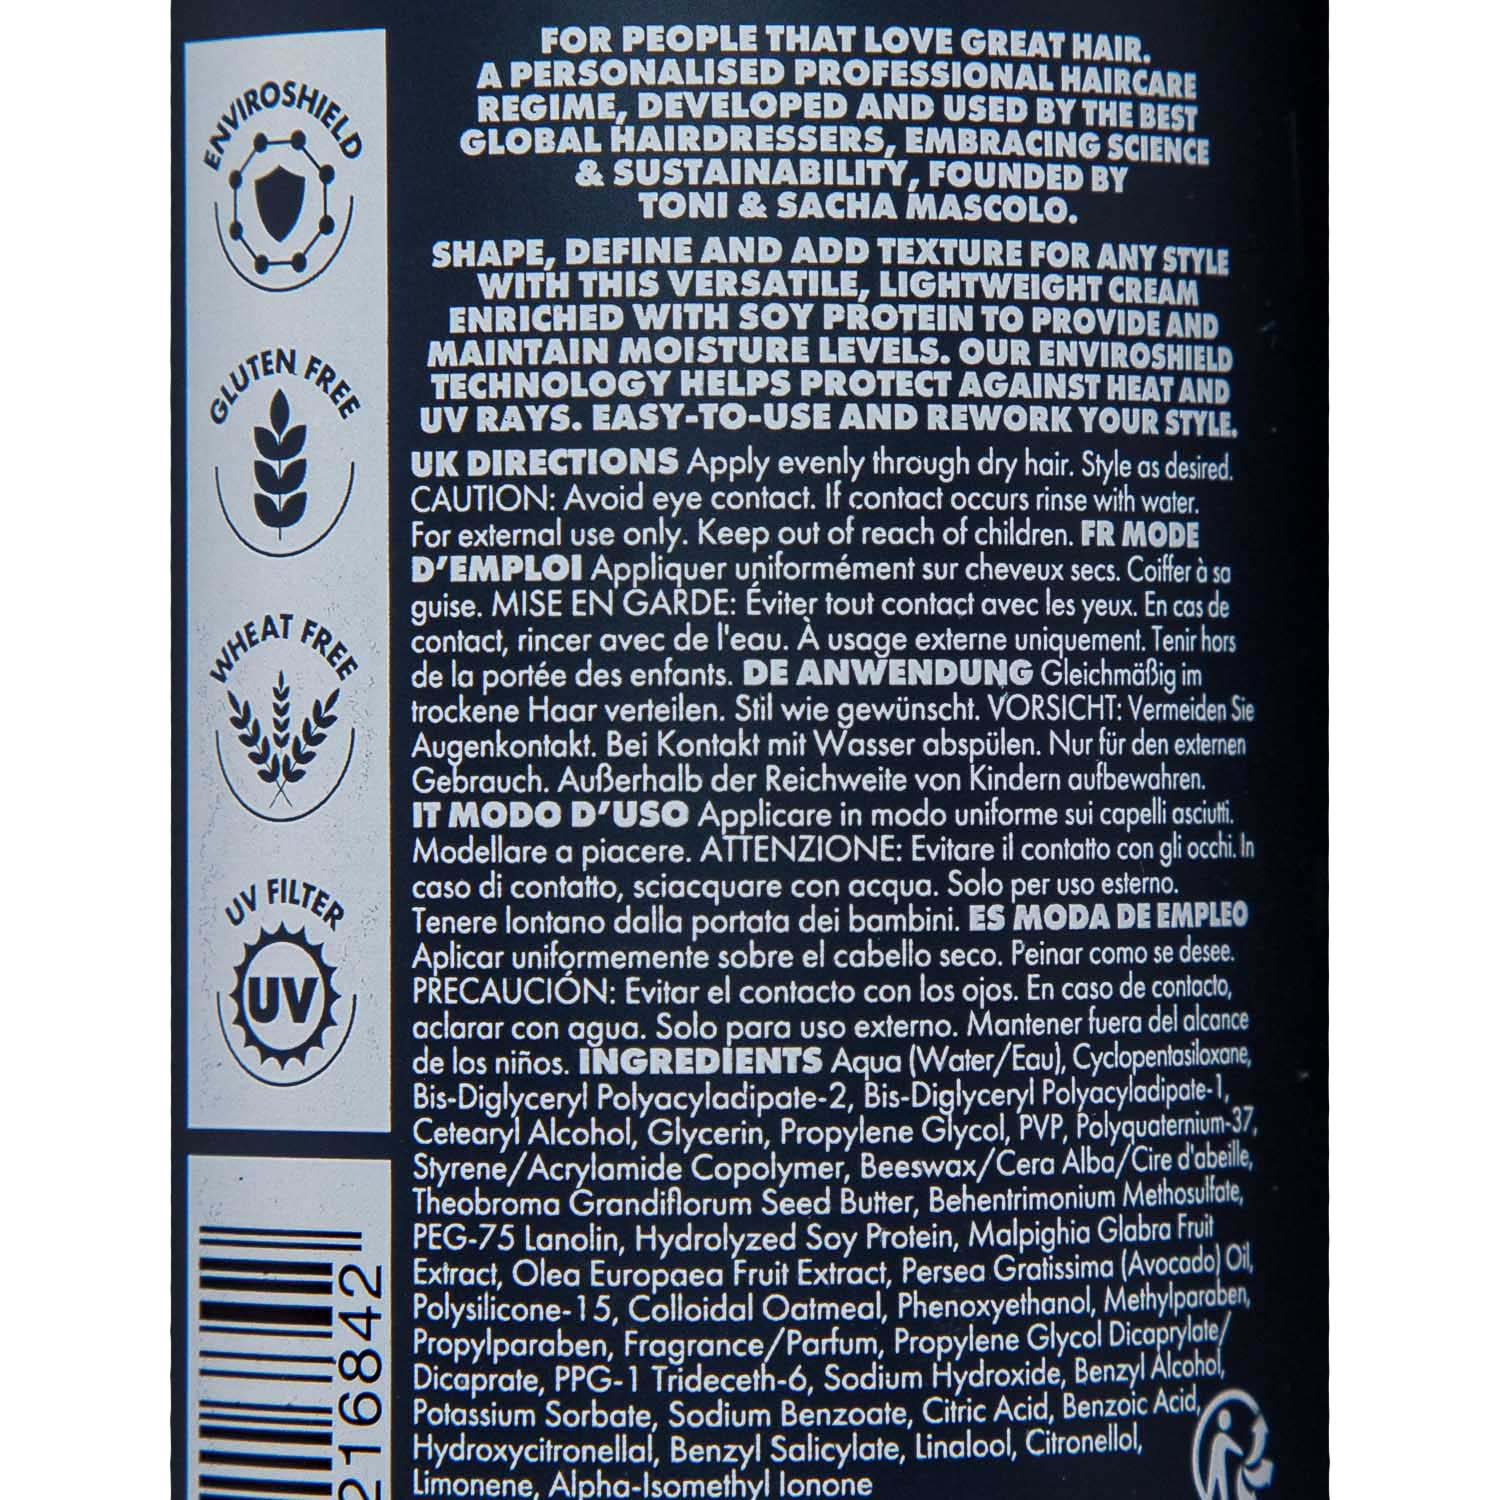 ENVIROSHIELD
GLUTEN FREE
WHEAT FREE
UV FILTER
UV
216842
FOR PEOPLE THAT LOVE GREAT HAIR.
A PERSONALISED PROFESSIONAL HAIRCARE
REGIME, DEVELOPED AND USED BY THE BEST
GLOBAL HAIRDRESSERS, EMBRACING SCIENCE
& SUSTAINABILITY, FOUNDED BY
TONI & SACHA MASCOLO.
SHAPE, DEFINE AND ADD TEXTURE FOR ANY STYLE
WITH THIS VERSATILE, LIGHTWEIGHT CREAM
ENRICHED WITH SOY PROTEIN TO PROVIDE AND
MAINTAIN MOISTURE LEVELS. OUR ENVIROSHIELD
TECHNOLOGY HELPS PROTECT AGAINST HEAT AND
UV RAYS. EASY-TO-USE AND REWORK YOUR STYLE.
UK DIRECTIONS Apply evenly through dry hair. Style as desired.
CAUTION: Avoid eye contact. If contact occurs rinse with water.
For external use only. Keep out of reach of children. FR MODE
D'EMPLOI Appliquer uniformément sur cheveux secs. Coiffer à sa
guise. MISE EN GARDE: Éviter tout contact avec les yeux. En cas de
contact, rincer avec de l'eau. À usage externe uniquement. Tenir hors
de la portée des enfants. DE ANWENDUNG Gleichmäßig im
trockene Haar verteilen. Stil wie gewünscht. VORSICHT: Vermeiden Sie
Augenkontakt. Bei Kontakt mit Wasser abspülen. Nur für den externen
Gebrauch. Außerhalb der Reichweite von Kindern aufbewahren.
IT MODO D'USO Applicare in modo uniforme sui capelli asciutti.
Modellare a piacere. ATTENZIONE: Evitare il contatto con gli occhi. In
caso di contatto, sciacquare con acqua. Solo per uso esterno.
Tenere lontano dalla portata dei bambini. ES MODA DE EMPLEO
Aplicar uniformemente sobre el cabello seco. Peinar como se desee.
PRECAUCIÓN: Evitar el contacto con los ojos. En caso de contacto,
aclarar con agua. Solo para uso externo. Mantener fuera del alcance
de los niños. INGREDIENTS Aqua (Water/Eau), Cyclopentasiloxane,
Bis-Diglyceryl Polyacyladipate-2, Bis-Diglyceryl Polyacyladipate-1,
Cetearyl Alcohol, Glycerin, Propylene Glycol, PVP, Polyquaternium-37,
Styrene/Acrylamide Copolymer, Beeswax/Cera Alba/Cire d'abeille,
Theobroma Grandiflorum Seed Butter, Behentrimonium Methosulfate,
PEG-75 Lanolin, Hydrolyzed Soy Protein, Malpighia Glabra Fruit
Extract, Olea Europaea Fruit Extract, Persea Gratissima (Avocado) Oil,
Polysilicone-15, Colloidal Oatmeal, Phenoxyethanol, Methylparaben,
Propylparaben, Fragrance/Parfum, Propylene Glycol Dicaprylate/
Dicaprate, PPG-1 Trideceth-6, Sodium Hydroxide, Benzyl Alcohol,
Potassium Sorbate, Sodium Benzoate, Citric Acid, Benzoic Acid,
Hydroxycitronellal, Benzyl Salicylate, Linalool, Citronellol,
Limonene, Alpha-Isomethyl Ionone